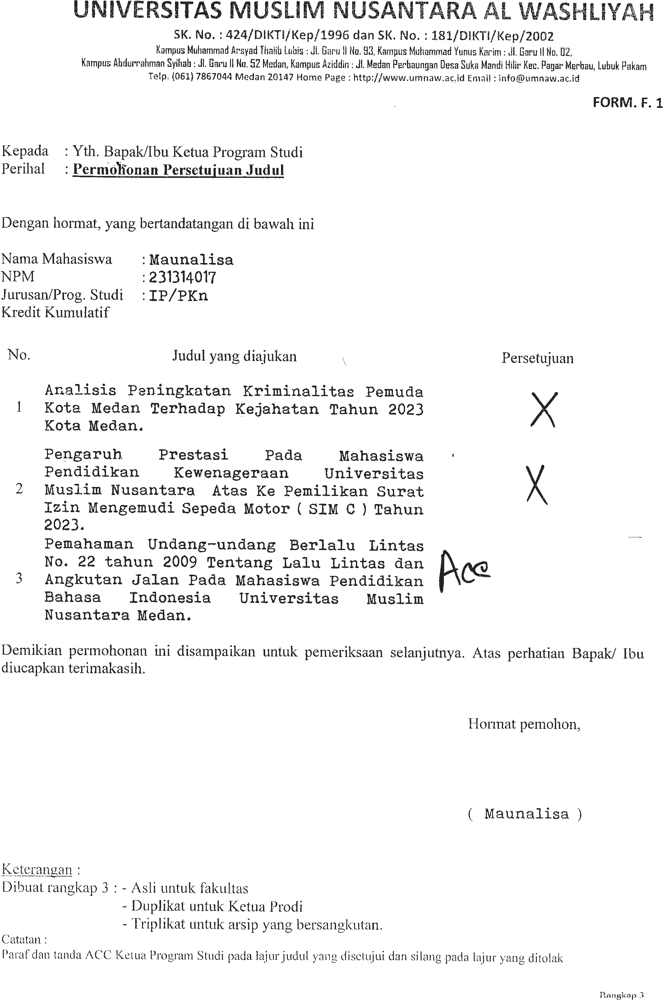 UNIVERSITAS MUSLIM NUSANTARA AL WASHLIYAH
SK. No. : 424/DIKTI/Kep/1996 dan SK. No. : 181/DIKTI/Kep/2002
Kampus Muhammad Arsyad Thalib Lubis : Jl. Garu II No. 93, Kampus Muhammad Yunus Karim : Jl. Garu II No. 02,
Kampus Abdurrahman Syihab : Jl. Garu II No. 52 Medan, Kampus Aziddin : Jl. Medan Perbaungan Desa Suka Mandi Hilir Kec. Pagar Merbau, Lubuk Pakam
Telp. (061) 7867044 Medan 20147 Home Page : http://www.umnaw.ac.id Email : info@umnaw.ac.id
FORM. F. 1
Kepada : Yth. Bapak/Ibu Ketua Program Studi
Perihal : Permohonan Persetujuan Judul
Dengan hormat, yang bertandatangan di bawah ini
Nama Mahasiswa : Maunalisa
NPM : 231314017
Jurusan/Prog. Studi : IP/PKn
Kredit Kumulatif
No. Judul yang diajukan Persetujuan
Analisis Peningkatan Kriminalitas Pemuda
1 Kota Medan Terhadap Kejahatan Tahun 2023 X
Kota Medan.
Pengaruh Prestasi Pada Mahasiswa
Pendidikan Kewenageraan Universitas
2 Muslim Nusantara Atas Ke Pemilikan Surat X
Izin Mengemudi Sepeda Motor ( SIM C ) Tahun
2023.
Pemahaman Undang-undang Berlalu Lintas
No. 22 tahun 2009 Tentang Lalu Lintas dan
3 Angkutan Jalan Pada Mahasiswa Pendidikan Acc
Bahasa Indonesia Universitas Muslim
Nusantara Medan.
Demikian permohonan ini disampaikan untuk pemeriksaan selanjutnya. Atas perhatian Bapak/ Ibu
diucapkan terimakasih.
Hormat pemohon,
( Maunalisa )
Keterangan :
Dibuat rangkap 3 : - Asli untuk fakultas
- Duplikat untuk Ketua Prodi
- Triplikat untuk arsip yang bersangkutan.
Catatan :
Paraf dan tanda ACC Ketua Program Studi pada lajur judul yang disetujui dan silang pada lajur yang ditolak
Rangkap 3